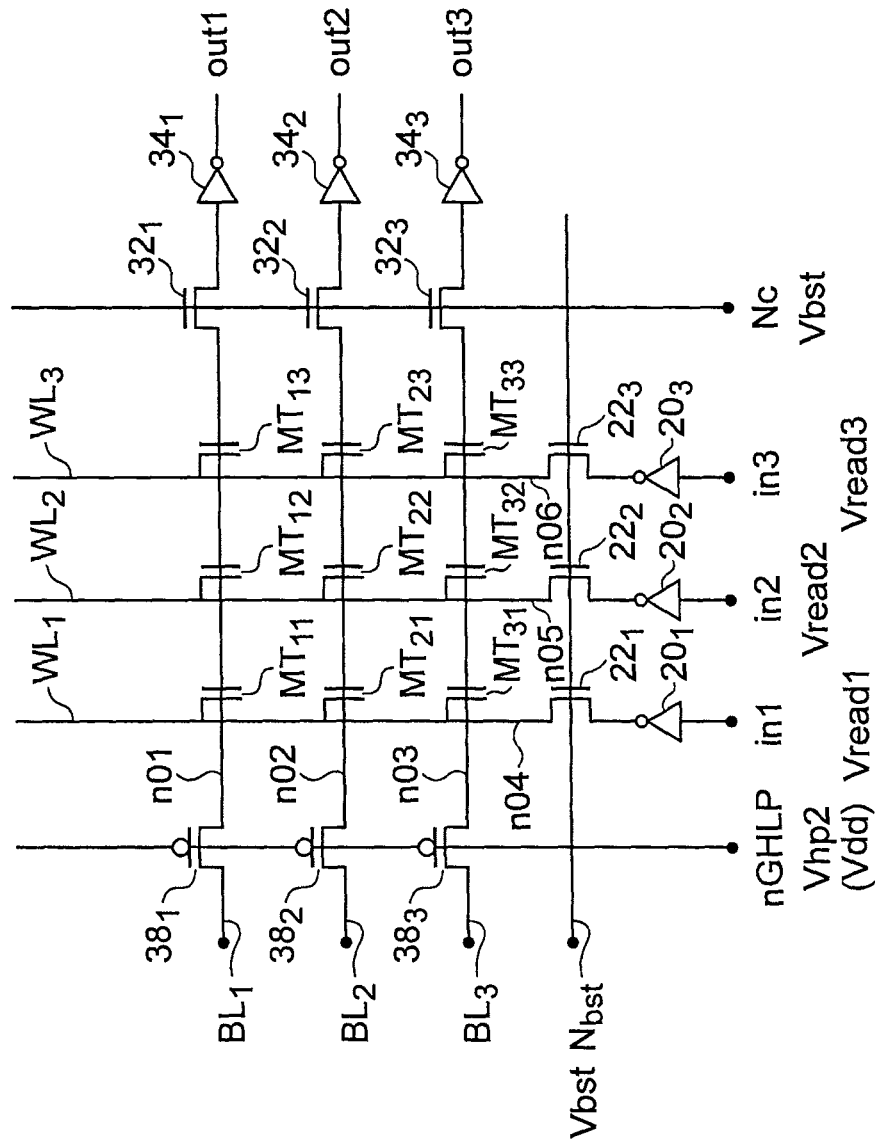 out1
out2
out3
34₁
34₂
34₃
32₁
32₂
32₃
Nc
Vbst
WL₃
WL₂
WL₁
MT₁₃
MT₂₃
MT₃₃
n06
22₃
20₃
in3
Vread3
MT₁₂
MT₂₂
MT₃₂
n05
22₂
20₂
in2
Vread2
MT₁₁
MT₂₁
MT₃₁
n04
22₁
20₁
in1
Vread1
n01
n02
n03
38₁
38₂
38₃
nGHLP
Vhp2
(Vdd)
BL₁
BL₂
BL₃
Vbst N_bst